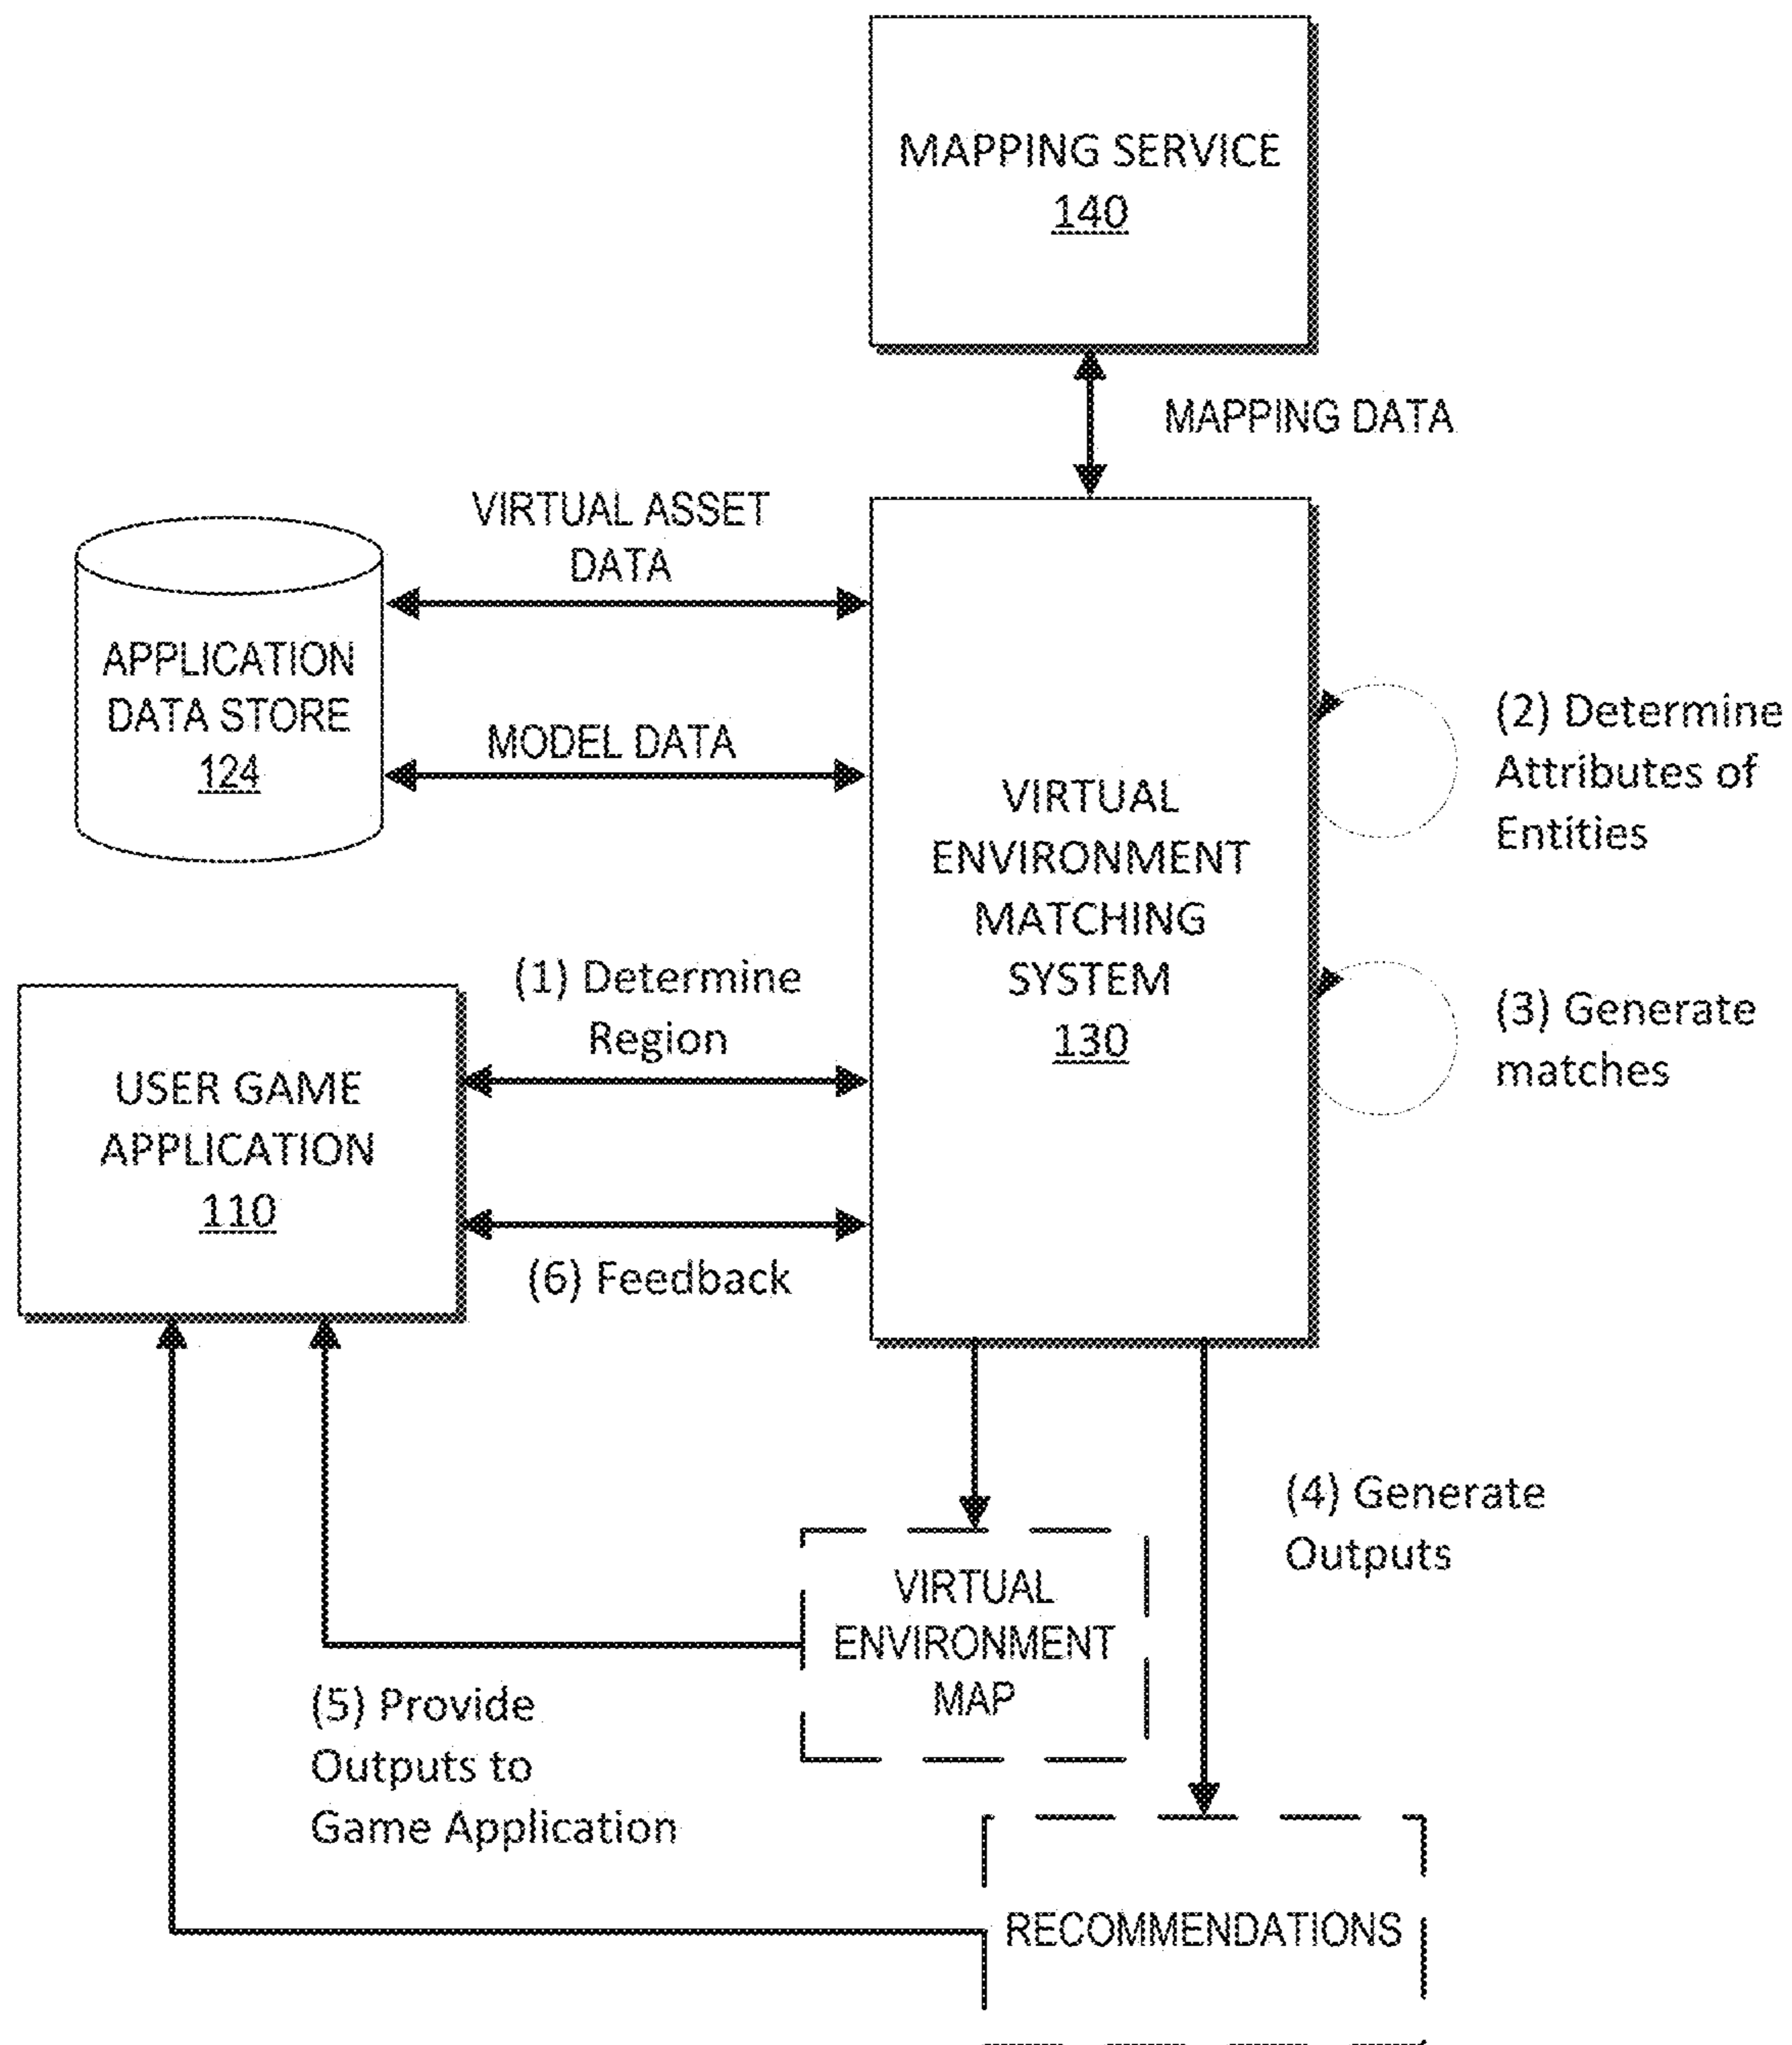 MAPPING SERVICE
140
MAPPING DATA
VIRTUAL ASSET
DATA
APPLICATION
DATA STORE
124
MODEL DATA
VIRTUAL
ENVIRONMENT
MATCHING
SYSTEM
130
(2) Determine
Attributes of
Entities
(3) Generate
matches
(1) Determine
Region
USER GAME
APPLICATION
110
(6) Feedback
(4) Generate
Outputs
VIRTUAL
ENVIRONMENT
MAP
(5) Provide
Outputs to
Game Application
RECOMMENDATIONS